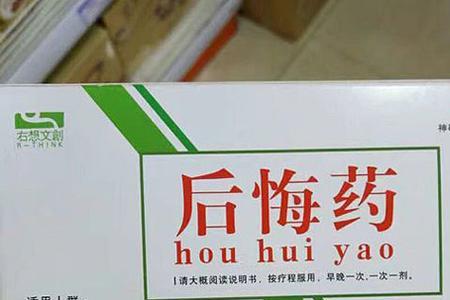 右想文創
R-THINK
后悔药
hou hui yao
请大概阅读说明书，按疗程服用，早晚一次，一次一剂。